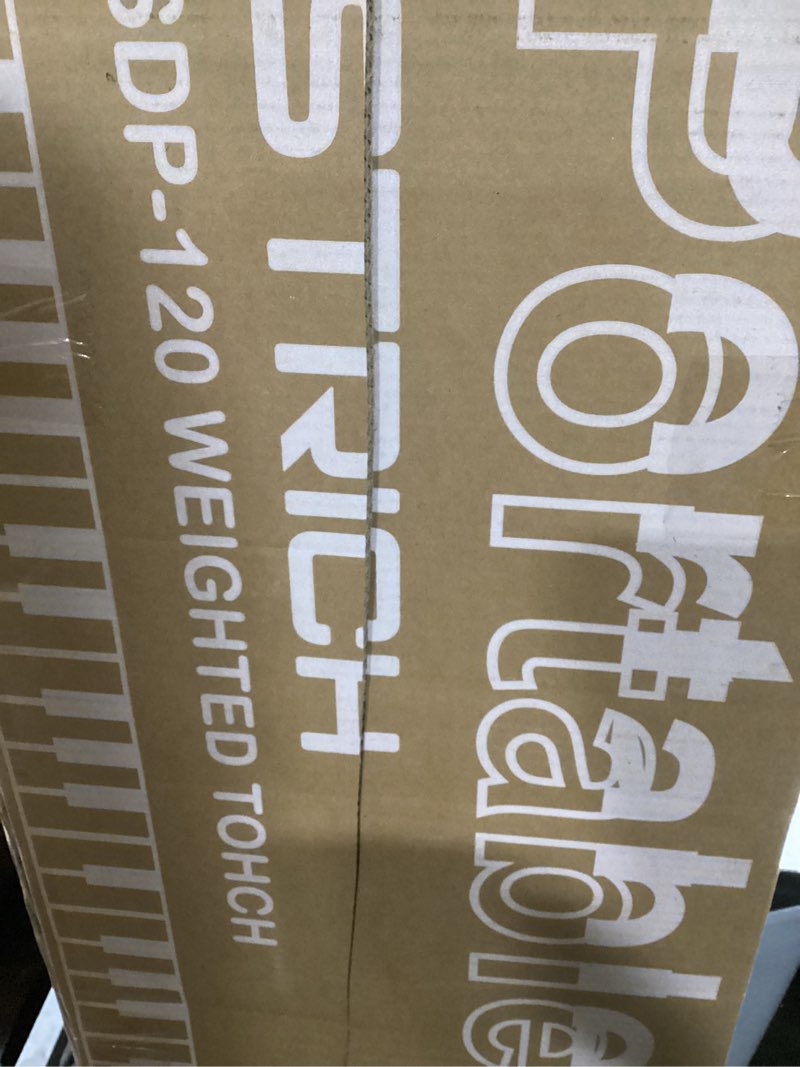 Portable
STRICH
SDP-120 WEIGHTED TOHCH